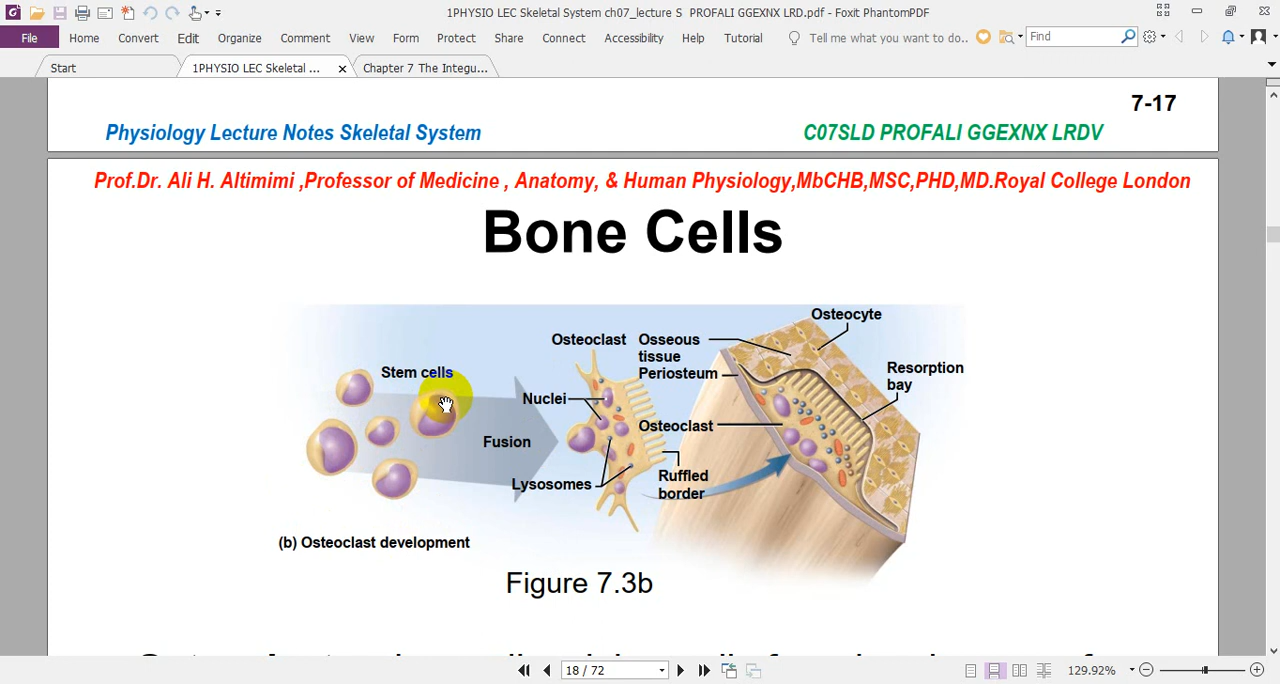 1PHYSIO LEC Skeletal System ch07_lecture S PROFALI GGEXNX LRD.pdf - Foxit PhantomPDF
File Home Convert Edit Organize Comment View Form Protect Share Connect Accessibility Help Tutorial Tell me what you want to do.. Find
Start 1PHYSIO LEC Skeletal ... Chapter 7 The Integu...
7-17
Physiology Lecture Notes Skeletal System C07SLD PROFALI GGEXNX LRDV
Prof.Dr. Ali H. Altimimi ,Professor of Medicine , Anatomy, & Human Physiology,MbCHB,MSC,PHD,MD.Royal College London
Bone Cells
Stem cells
Fusion
Osteoclast
Nuclei
Lysosomes
Ruffled
border
Osseous
tissue
Periosteum
Osteoclast
Osteocyte
Resorption
bay
(b) Osteoclast development
Figure 7.3b
18 / 72
129.92%